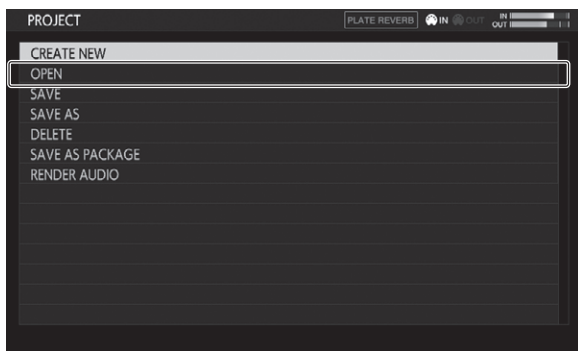 PROJECT PLATE REVERB IN OUT IN
OUT
CREATE NEW
OPEN
SAVE
SAVE AS
DELETE
SAVE AS PACKAGE
RENDER AUDIO